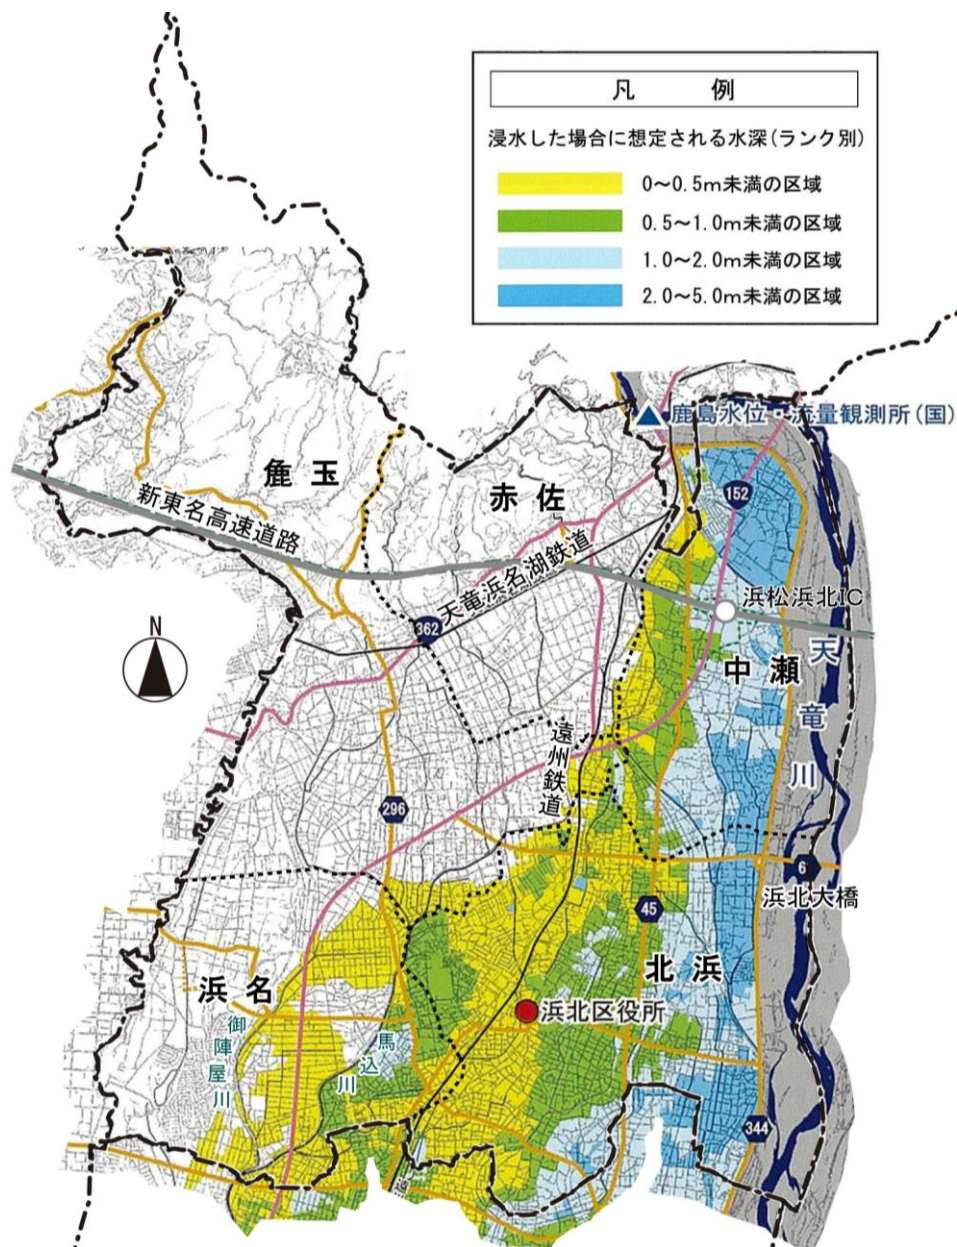 凡 例
浸水した場合に想定される水深(ランク別)
0〜0.5m未満の区域
0.5〜1.0m未満の区域
1.0〜2.0m未満の区域
2.0〜5.0m未満の区域
鹿島水位・流量観測所(国)
麁玉
赤佐
152
新東名高速道路
天竜浜名湖鉄道
浜松浜北IC
362
N
中瀬
天竜川
遠州鉄道
296
6
浜北大橋
45
北浜
浜名
浜北区役所
御陣屋川
馬込川
344